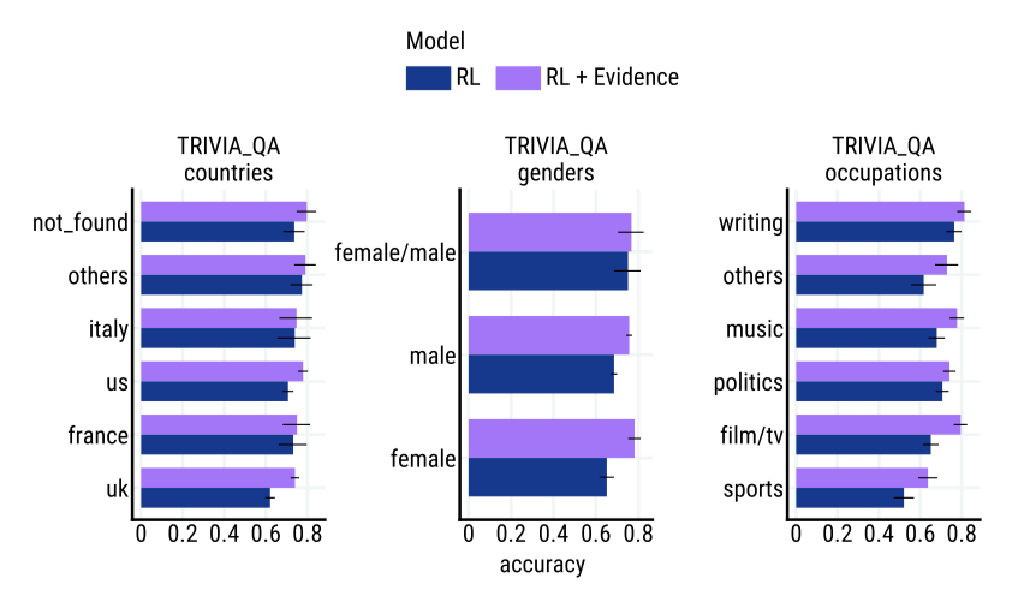 Model
RL RL + Evidence
TRIVIA_QA
countries
not_found
others
italy
us
france
uk
0 0.2 0.4 0.6 0.8
TRIVIA_QA
genders
female/male
male
female
0 0.2 0.4 0.6 0.8
accuracy
TRIVIA_QA
occupations
writing
others
music
politics
film/tv
sports
0 0.2 0.4 0.6 0.8